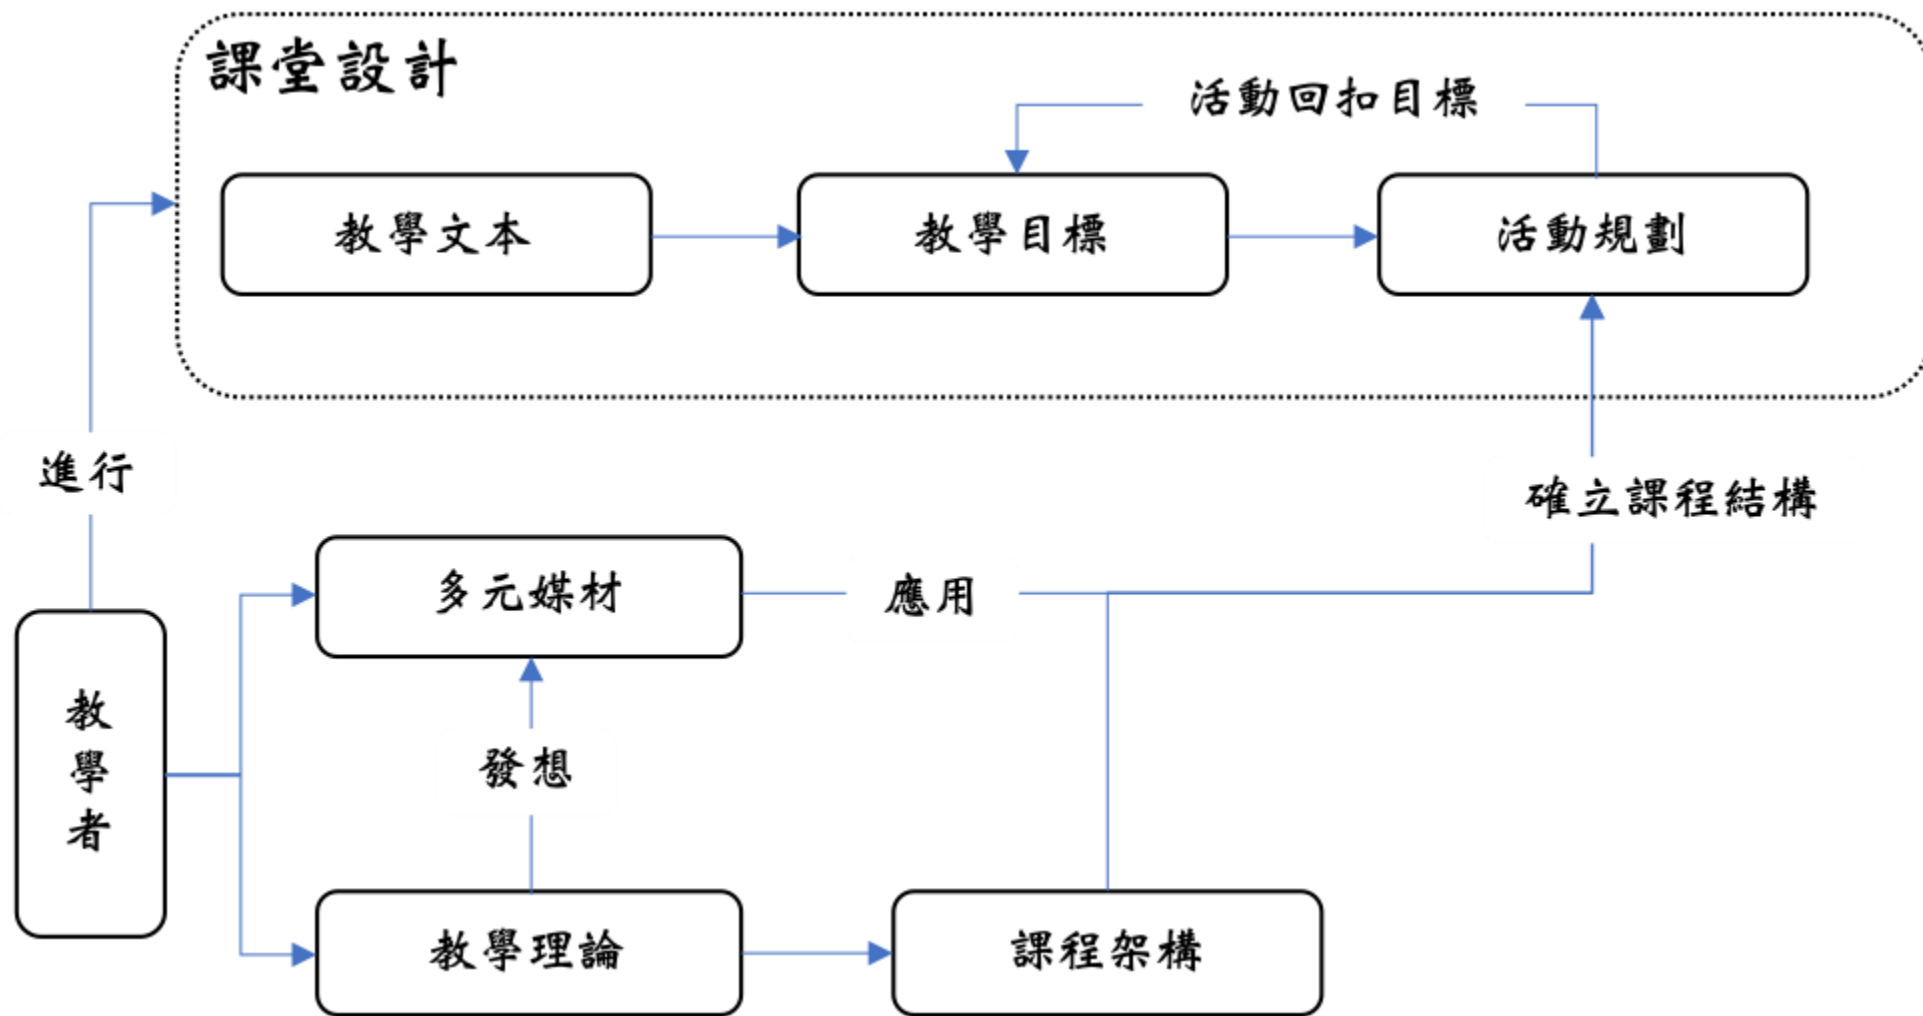 課堂設計
活動回扣目標
教學文本
教學目標
活動規劃
進行
確立課程結構
多元媒材
應用
教學者
發想
教學理論
課程架構